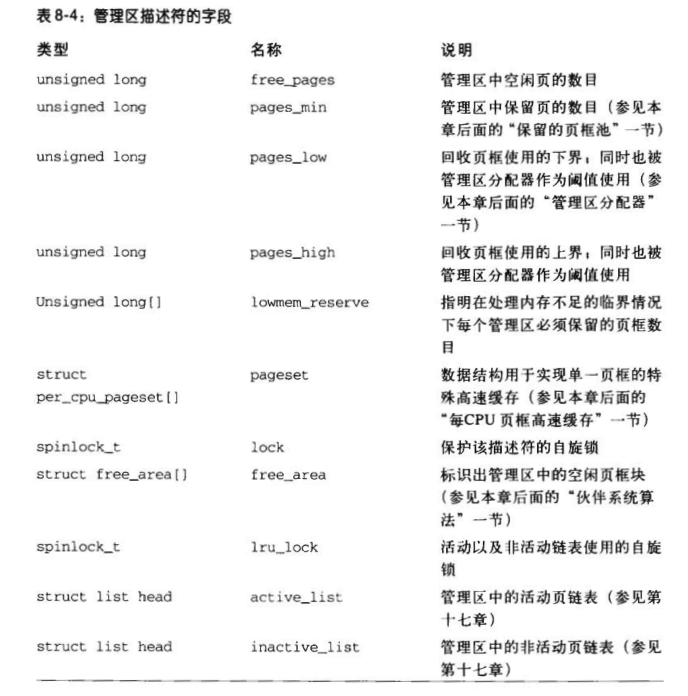 表 8-4：管理区描述符的字段
类型 名称 说明
unsigned long free_pages 管理区中空闲页的数目
unsigned long pages_min 管理区中保留页的数目（参见本
章后面的“保留的页框池”一节）
unsigned long pages_low 回收页框使用的下界；同时也被
管理区分配器作为阈值使用（参
见本章后面的“管理区分配器”
一节）
unsigned long pages_high 回收页框使用的上界；同时也被
管理区分配器作为阈值使用
Unsigned long[] lowmem_reserve 指明在处理内存不足的临界情况
下每个管理区必须保留的页框数
目
struct pageset 数据结构用于实现单一页框的特
per_cpu_pageset[] 殊高速缓存（参见本章后面的
“每CPU 页框高速缓存”一节）
spinlock_t lock 保护该描述符的自旋锁
struct free_area[] free_area 标识出管理区中的空闲页框块
（参见本章后面的“伙伴系统算
法”一节）
spinlock_t lru_lock 活动以及非活动链表使用的自旋
锁
struct list head active_list 管理区中的活动页链表（参见第
十七章）
struct list head inactive_list 管理区中的非活动页链表（参见
第十七章）